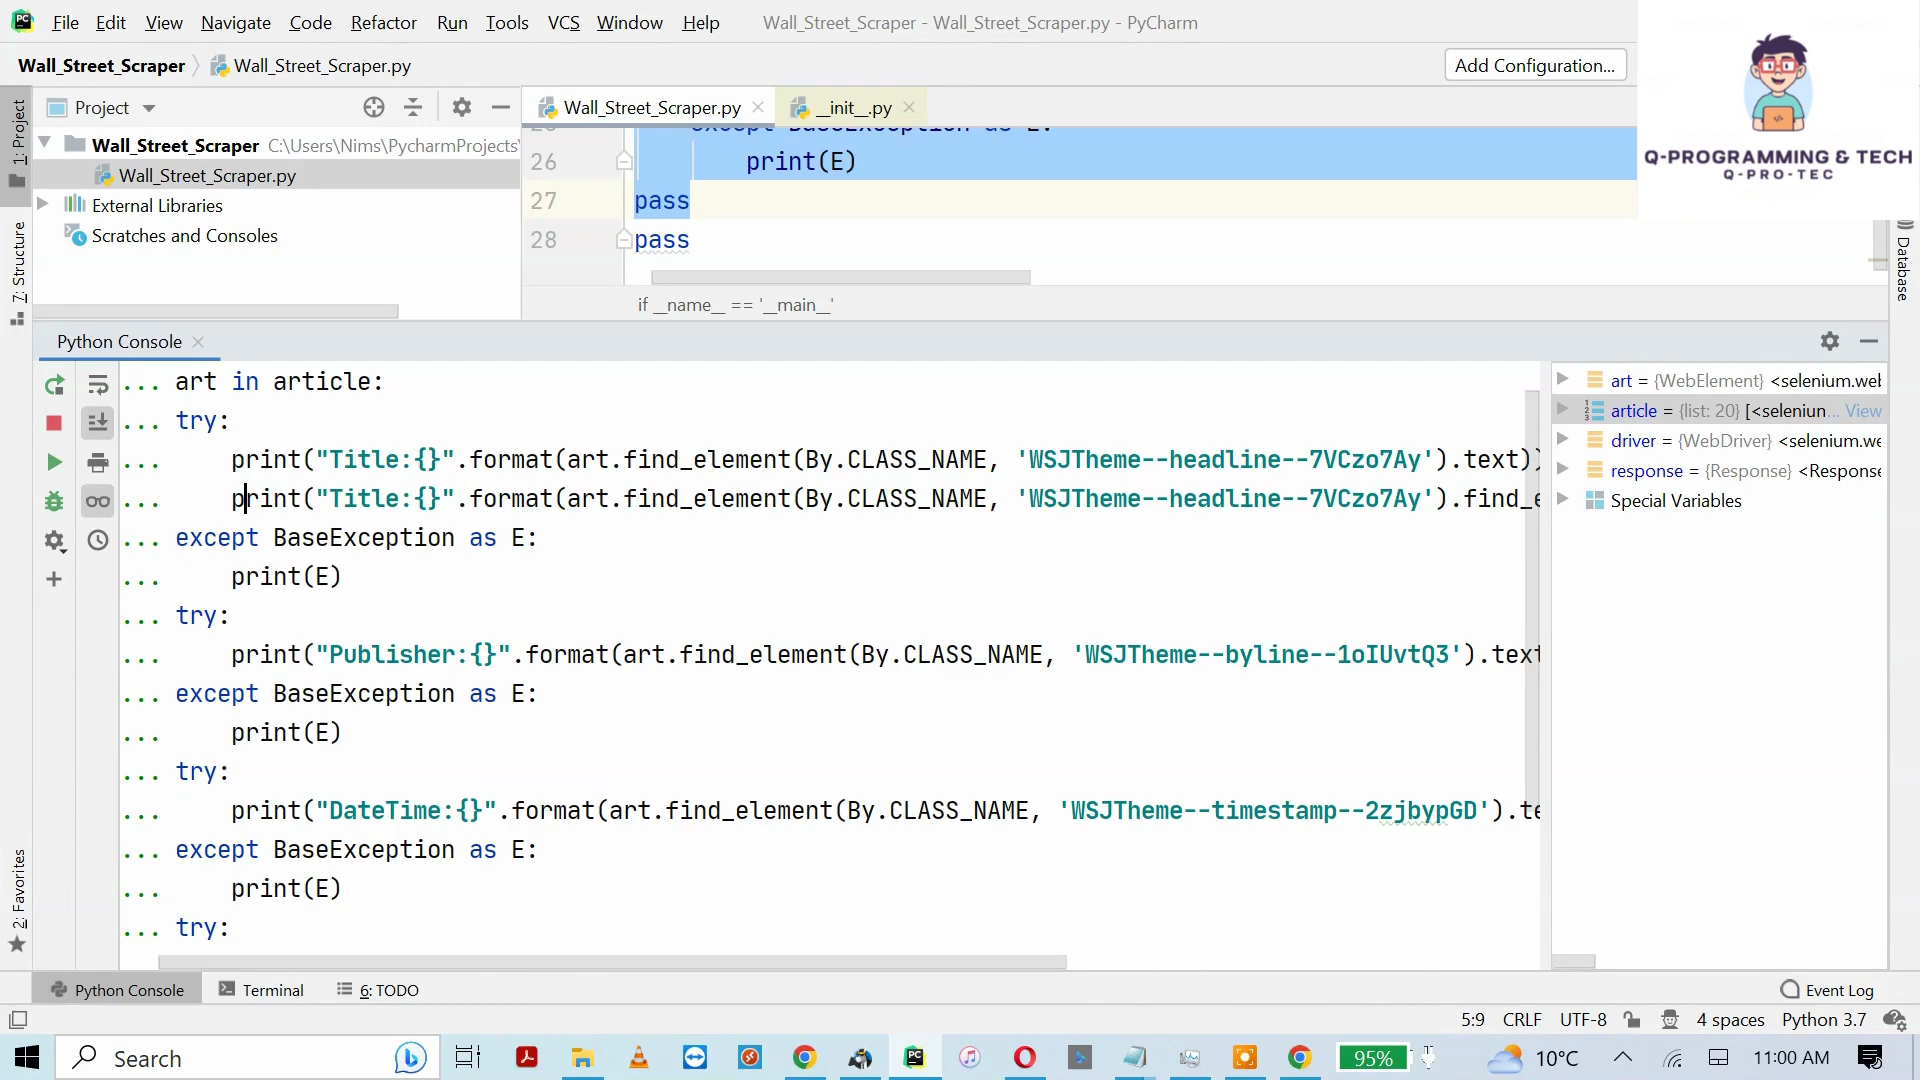 File Edit View Navigate Code Refactor Run Tools VCS Window Help Wall_Street_Scraper - Wall_Street_Scraper.py - PyCharm
Wall_Street_Scraper Wall_Street_Scraper.py Add Configuration...
Q-PROGRAMMING & TECH
Q-PRO-TEC
1: Project
Project
Wall_Street_Scraper.py __init__.py
Wall_Street_Scraper C:\Users\Nims\PycharmProjects\
Wall_Street_Scraper.py
External Libraries
Scratches and Consoles
except BaseException as E:
26 print(E)
27 pass
28 pass
if __name__ == '__main__'
7: Structure
Database
Python Console
... art in article:
... try:
... print("Title:{}".format(art.find_element(By.CLASS_NAME, 'WSJTheme--headline--7VCzo7Ay').text))
... print("Title:{}".format(art.find_element(By.CLASS_NAME, 'WSJTheme--headline--7VCzo7Ay').find_e
... except BaseException as E:
... print(E)
... try:
... print("Publisher:{}".format(art.find_element(By.CLASS_NAME, 'WSJTheme--byline--1oIUvtQ3').text
... except BaseException as E:
... print(E)
... try:
... print("DateTime:{}".format(art.find_element(By.CLASS_NAME, 'WSJTheme--timestamp--2zjbypGD').te
... except BaseException as E:
... print(E)
... try:
art = {WebElement} <selenium.wel
article = {list: 20} [<seleniun... View
driver = {WebDriver} <selenium.we
response = {Response} <Response
Special Variables
2: Favorites
Python Console Terminal 6: TODO Event Log
5:9 CRLF UTF-8 4 spaces Python 3.7
Search 95% 10°C 11:00 AM